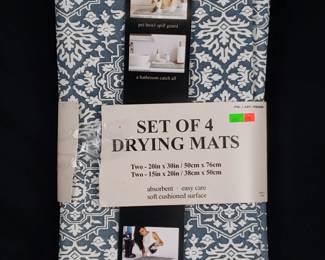 pet bowl spill guard
a bathroom catch all
SET OF 4
DRYING MATS
Two - 20in x 30in / 50cm x 76cm
Two - 15in x 20in / 38cm x 50cm
absorbent · easy care
soft cushioned surface